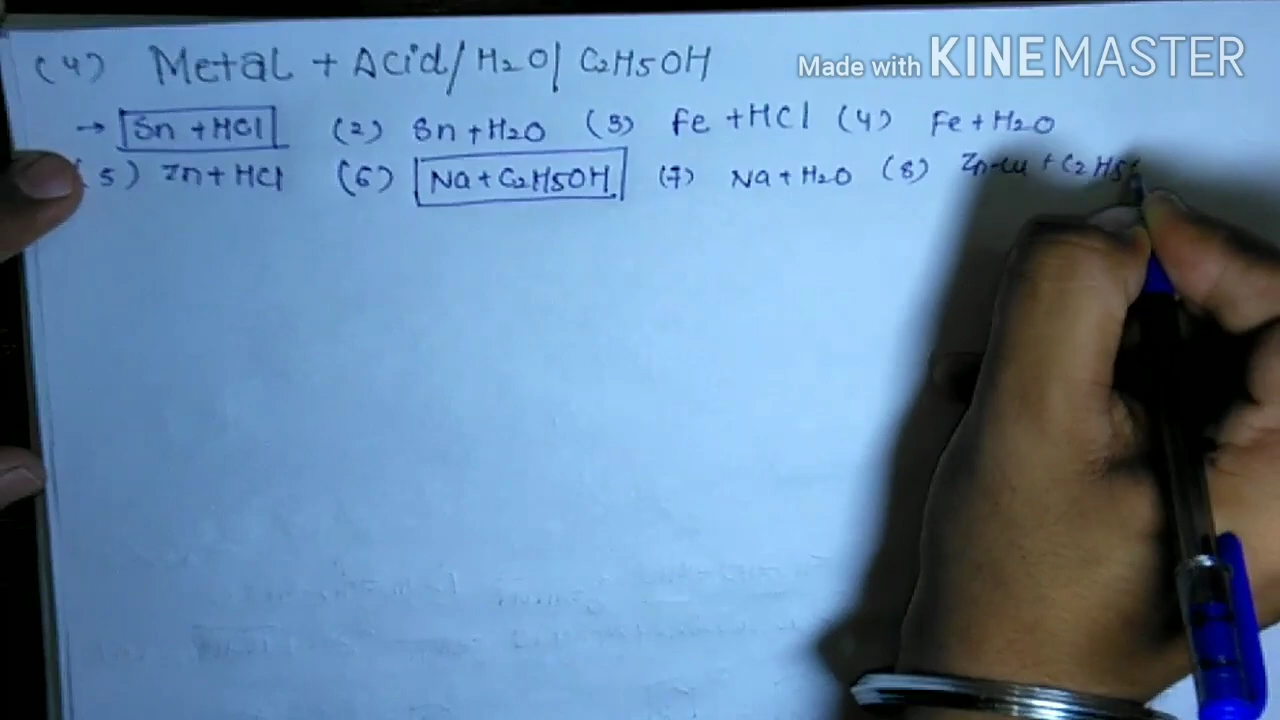 (4) Metal + Acid/H2O/C2H5OH
Made with KINEMASTER
→ Sn + HCl (2) Sn + H2O (3) Fe + HCl (4) Fe + H2O
(5) Zn + HCl (6) Na + C2H5OH (7) Na + H2O (8) Zn-Cu + C2H5